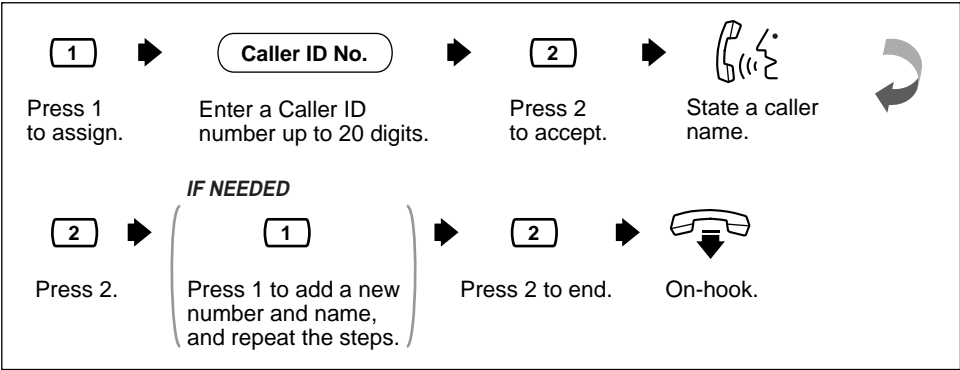 1
Caller ID No.
2
Press 1
to assign.
Enter a Caller ID
number up to 20 digits.
Press 2
to accept.
State a caller
name.
IF NEEDED
2
1
2
Press 2.
Press 1 to add a new
number and name,
and repeat the steps.
Press 2 to end.
On-hook.